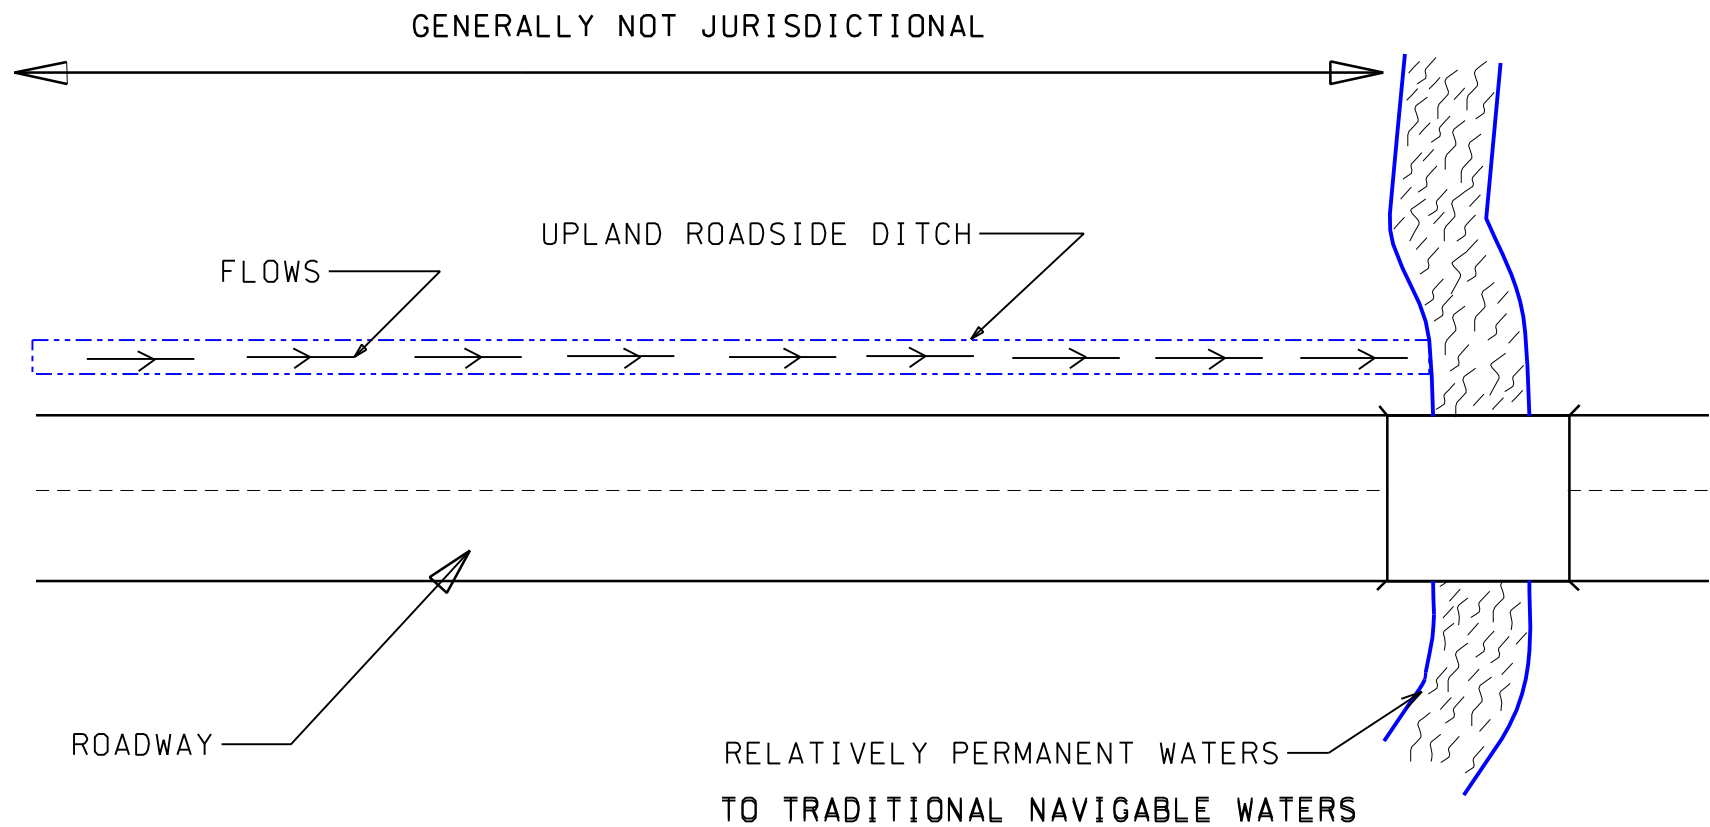 GENERALLY NOT JURISDICTIONAL
UPLAND ROADSIDE DITCH
FLOWS
ROADWAY
RELATIVELY PERMANENT WATERS
TO TRADITIONAL NAVIGABLE WATERS